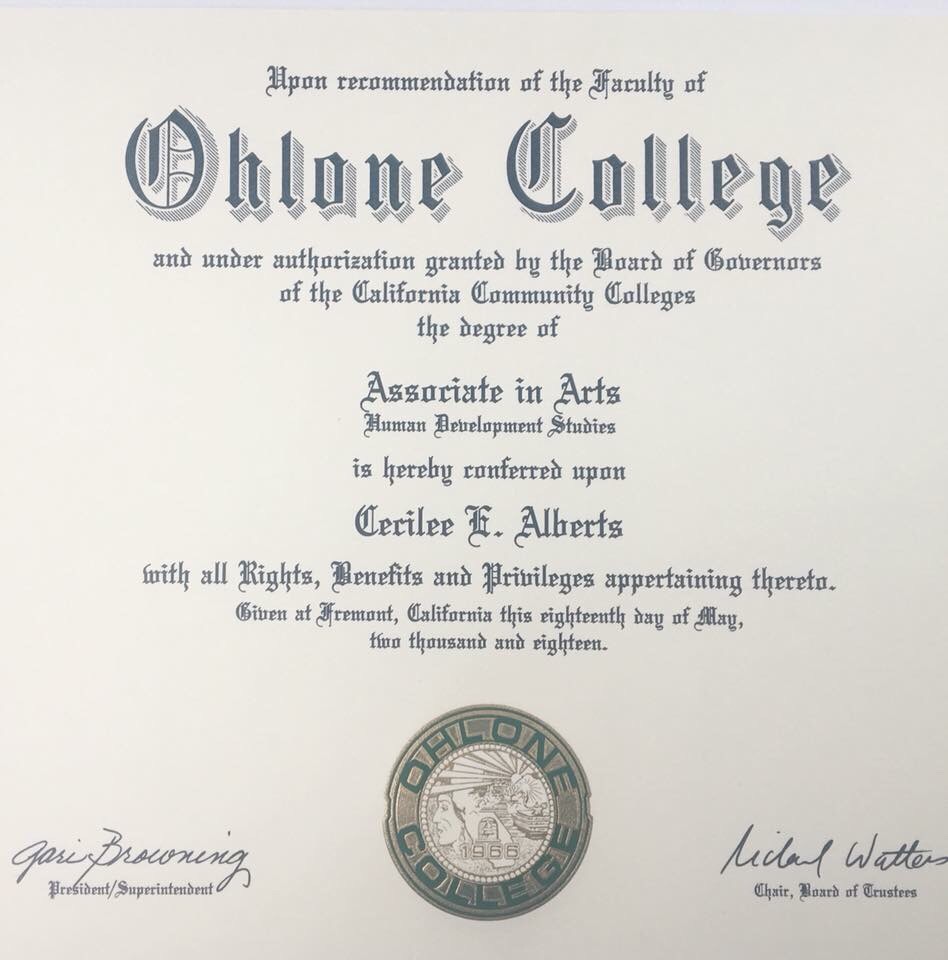 Upon recommendation of the Faculty of
Ohlone College
and under authorization granted by the Board of Governors
of the California Community Colleges
the degree of
Associate in Arts
Human Development Studies
is hereby conferred upon
Cecilee E. Alberts
with all Rights, Benefits and Privileges appertaining thereto.
Given at Fremont, California this eighteenth day of May,
two thousand and eighteen.
OHLONE
1966
COLLEGE
Gari Browning
President/Superintendent
Michael Watters
Chair, Board of Trustees